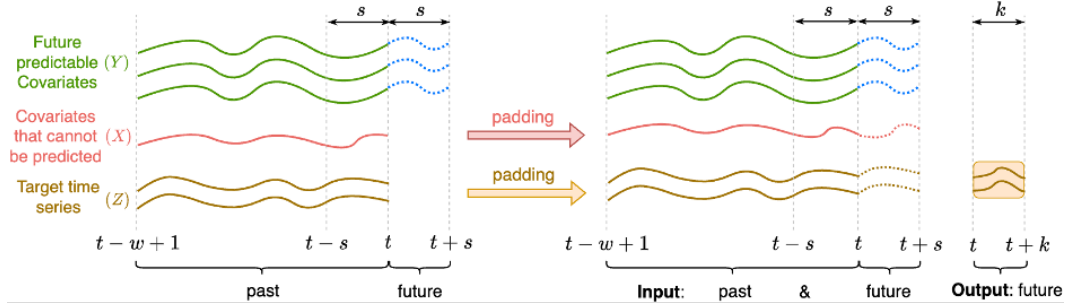 s s s s k
Future
predictable (Y)
Covariates
Covariates
that cannot (X)
be predicted
padding
Target time
series (Z)
padding
t − w + 1 t − s t t + s t − w + 1 t − s t t + s t t + k
past future Input: past & future Output: future